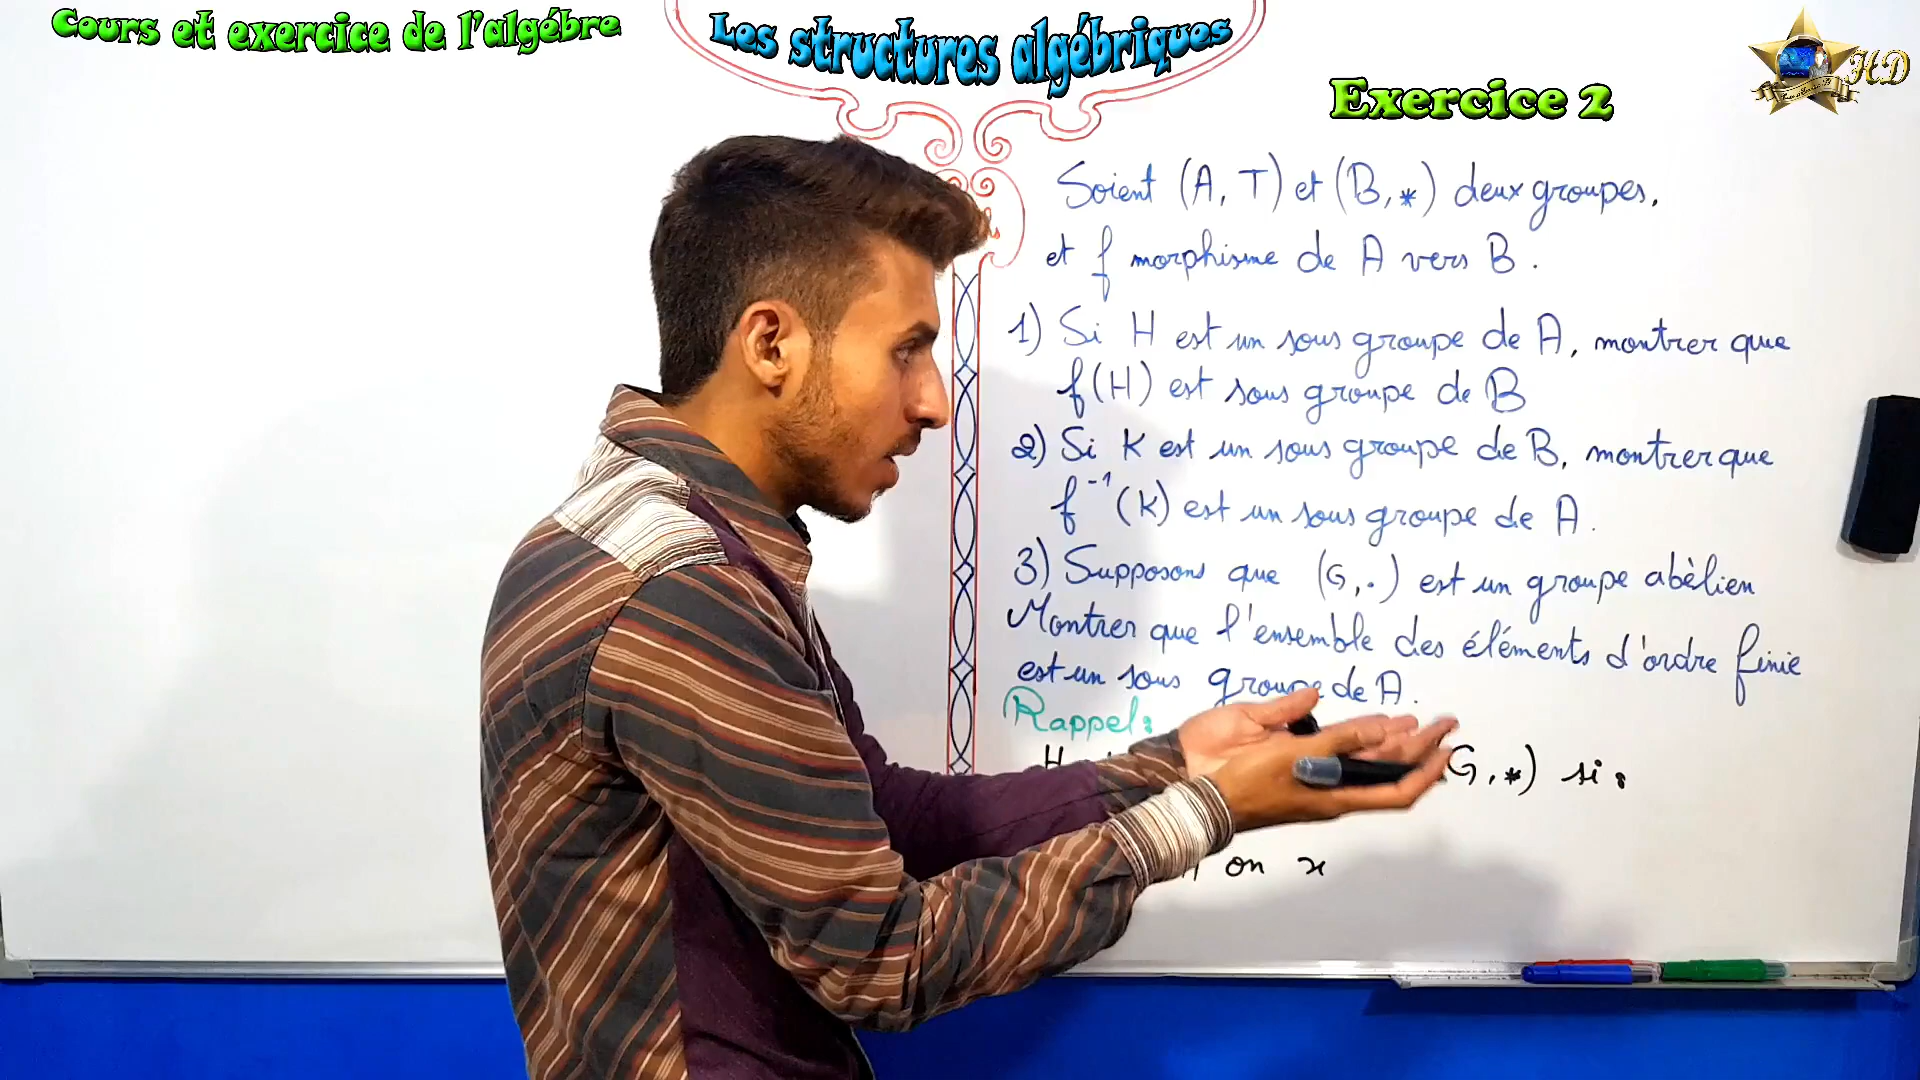 Cours et exercice de l'algébre
Les structures algébriques
HD
Exercice 2
Soient (A, T) et (B, *) deux groupes.
et f morphisme de A vers B.
1) Si H est un sous groupe de A, montrer que
f(H) est sous groupe de B
2) Si K est un sous groupe de B, montrer que
f⁻¹(K) est un sous groupe de A.
3) Supposons que (G, .) est un groupe abèlien
Montrer que l'ensemble des éléments d'ordre finie
est un sous groupe de A.
Rappel:
H (G, *) si:
on x